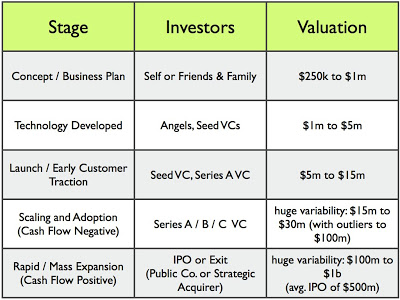 Stage Investors Valuation
Concept / Business Plan Self or Friends & Family $250k to $1m
Technology Developed Angels, Seed VCs $1m to $5m
Launch / Early Customer
Traction
Seed VC, Series A VC
$5m to $15m
Scaling and Adoption
(Cash Flow Negative)
Series A / B / C VC
huge variability: $15m to
$30m (with outliers to
$100m)
Rapid / Mass Expansion
(Cash Flow Positive)
IPO or Exit
(Public Co. or Strategic
Acquirer)
huge variability: $100m to
$1b
(avg. IPO of $500m)